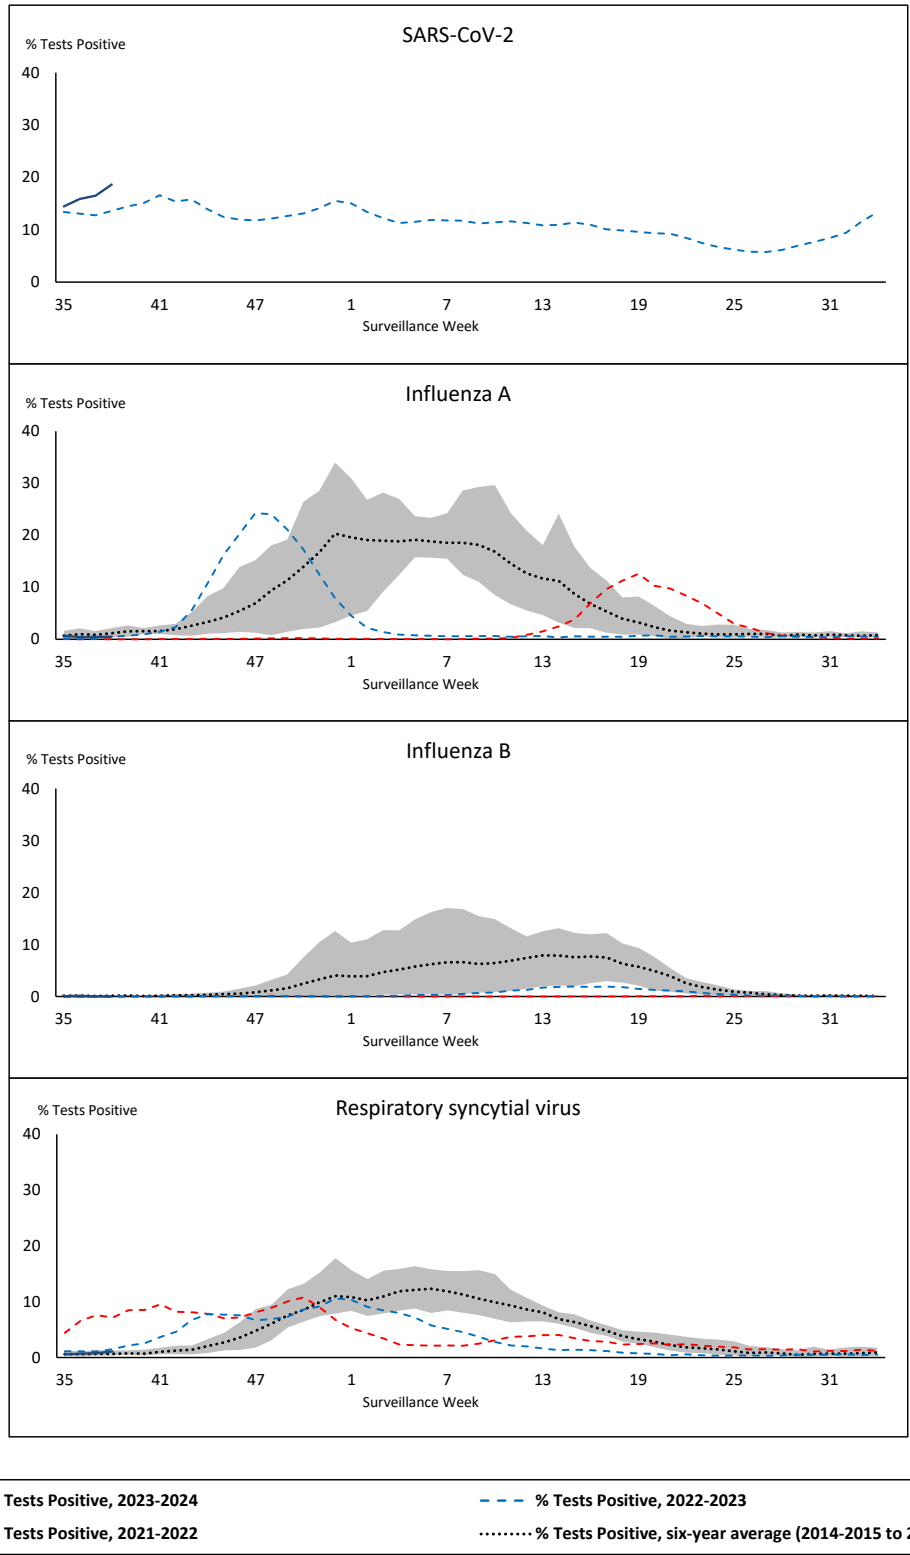 SARS-CoV-2
% Tests Positive
40
30
20
10
0
35 41 47 1 7 13 19 25 31
Surveillance Week
Influenza A
% Tests Positive
40
30
20
10
0
35 41 47 1 7 13 19 25 31
Surveillance Week
Influenza B
% Tests Positive
40
30
20
10
0
35 41 47 1 7 13 19 25 31
Surveillance Week
Respiratory syncytial virus
% Tests Positive
40
30
20
10
0
35 41 47 1 7 13 19 25 31
Surveillance Week
Tests Positive, 2023-2024 % Tests Positive, 2022-2023
Tests Positive, 2021-2022 % Tests Positive, six-year average (2014-2015 to 2